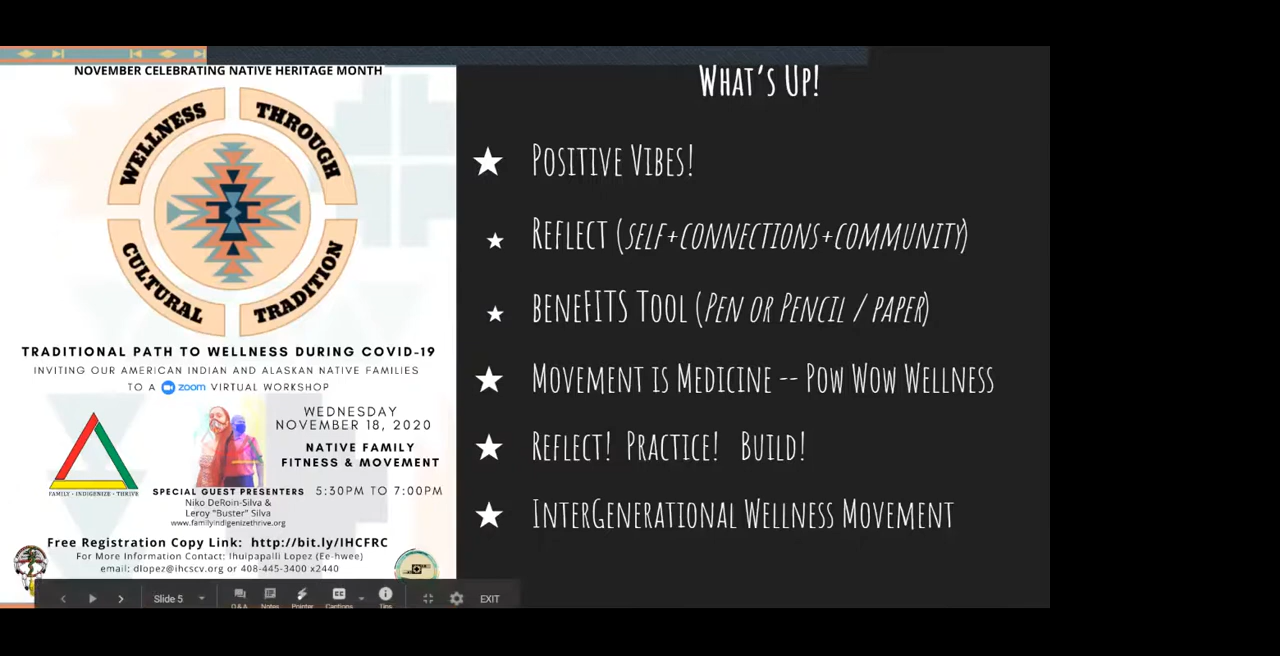 NOVEMBER CELEBRATING NATIVE HERITAGE MONTH
WELLNESS
THROUGH
CULTURAL
TRADITION
TRADITIONAL PATH TO WELLNESS DURING COVID-19
INVITING OUR AMERICAN INDIAN AND ALASKAN NATIVE FAMILIES
TO A zoom VIRTUAL WORKSHOP
WEDNESDAY
NOVEMBER 18, 2020
NATIVE FAMILY
FITNESS & MOVEMENT
FAMILY · INDIGENIZE · THRIVE
SPECIAL GUEST PRESENTERS 5:30PM TO 7:00PM
Niko DeRoin-Silva &
Leroy "Buster" Silva
www.familyindigenizethrive.org
Free Registration Copy Link: http://bit.ly/IHCFRC
For More Information Contact: Ihuipapalli Lopez (Ee-hwee)
email: dlopez@ihcscv.org or 408-445-3400 x2440
What's Up!
★ Positive Vibes!
★ Reflect (self+connections+community)
★ beneFITS Tool (Pen or Pencil / paper)
★ Movement is Medicine -- Pow Wow Wellness
★ Reflect! Practice! Build!
★ InterGenerational Wellness Movement
Slide 5
Q&A
Notes
Pointer
Captions
Tips
EXIT